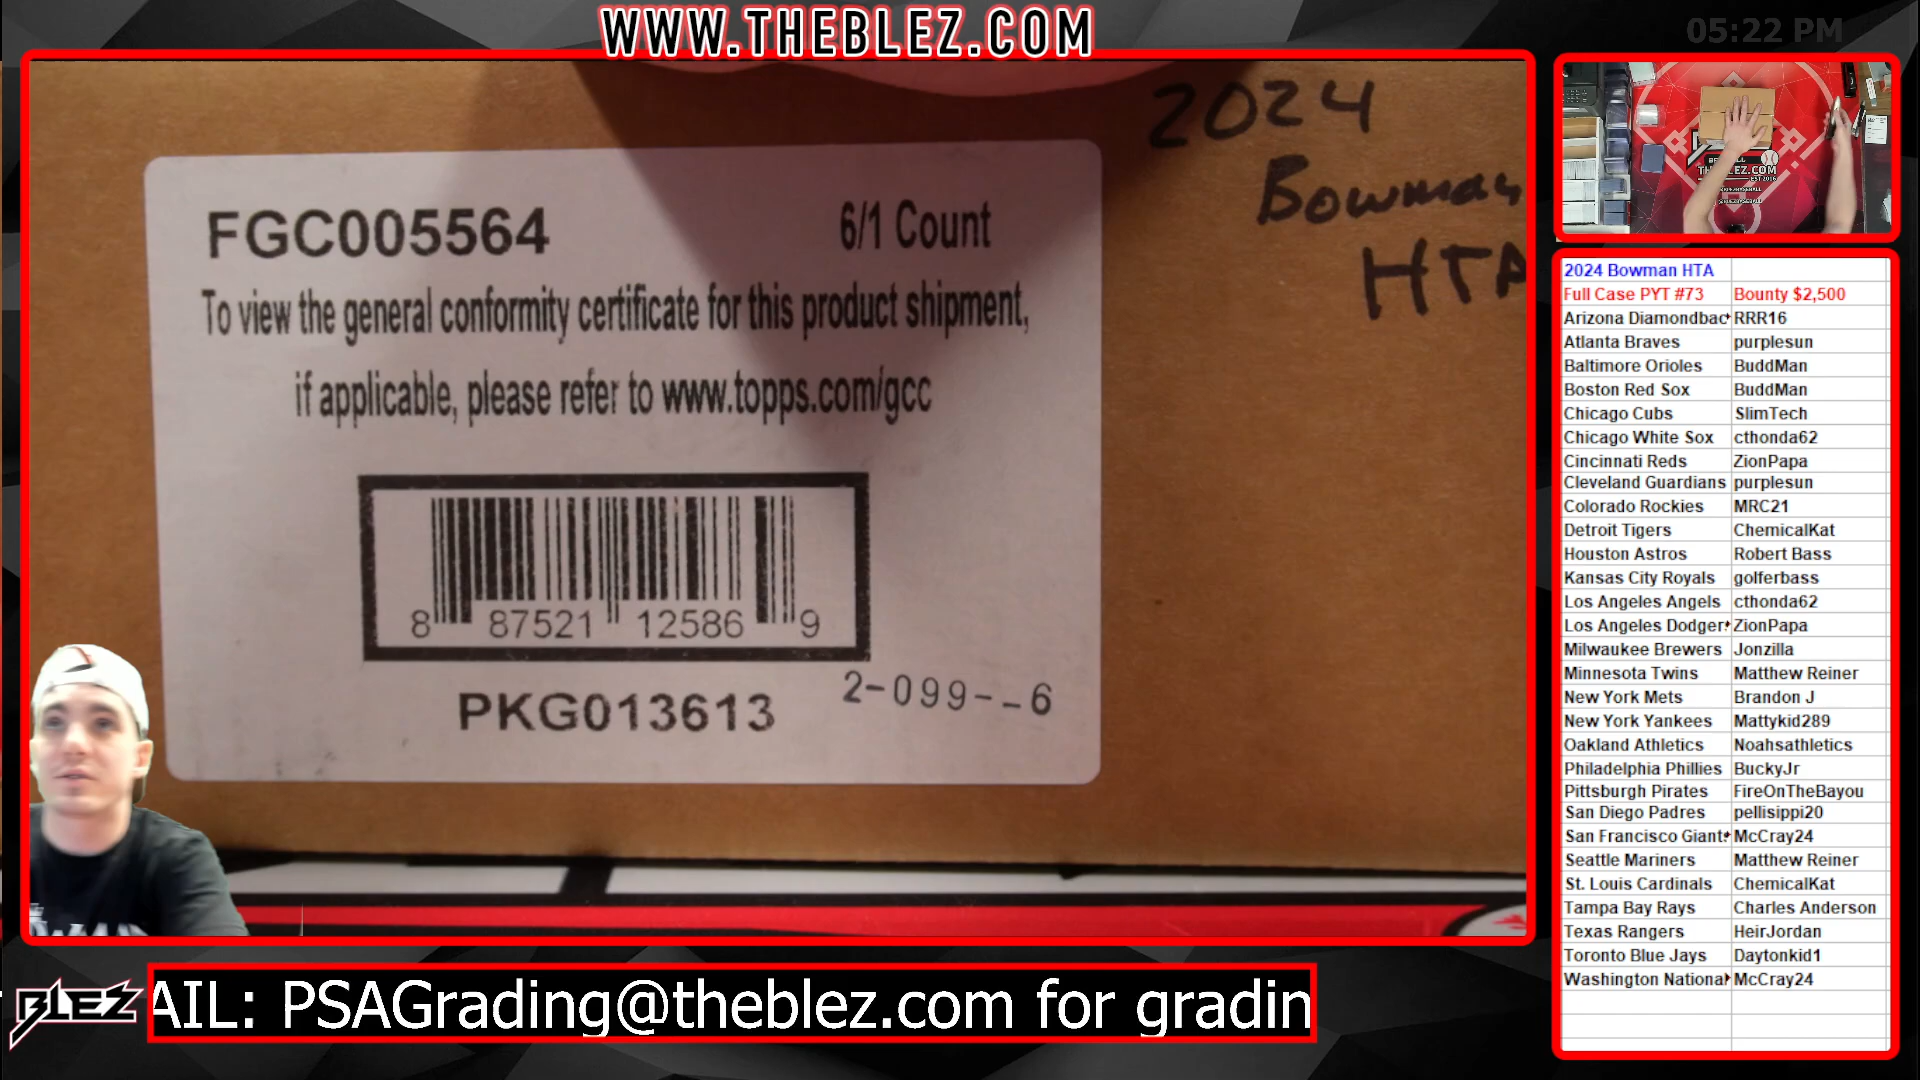 WWW.THEBLEZ.COM
05:22 PM
2024
Bowman
HTA
FGC005564
6/1 Count
To view the general conformity certificate for this product shipment,
if applicable, please refer to www.topps.com/gcc
8 87521 12586 9
PKG013613
2-099--6
THEBLEZ.COM
2024 Bowman HTA
Full Case PYT #73 Bounty $2,500
Arizona Diamondbac RRR16
Atlanta Braves purplesun
Baltimore Orioles BuddMan
Boston Red Sox BuddMan
Chicago Cubs SlimTech
Chicago White Sox cthonda62
Cincinnati Reds ZionPapa
Cleveland Guardians purplesun
Colorado Rockies MRC21
Detroit Tigers ChemicalKat
Houston Astros Robert Bass
Kansas City Royals golferbass
Los Angeles Angels cthonda62
Los Angeles Dodger ZionPapa
Milwaukee Brewers Jonzilla
Minnesota Twins Matthew Reiner
New York Mets Brandon J
New York Yankees Mattykid289
Oakland Athletics Noahsathletics
Philadelphia Phillies BuckyJr
Pittsburgh Pirates FireOnTheBayou
San Diego Padres pellisippi20
San Francisco Giant McCray24
Seattle Mariners Matthew Reiner
St. Louis Cardinals ChemicalKat
Tampa Bay Rays Charles Anderson
Texas Rangers HeirJordan
Toronto Blue Jays Daytonkid1
Washington National McCray24
BLEZ
AIL: PSAGrading@theblez.com for gradin